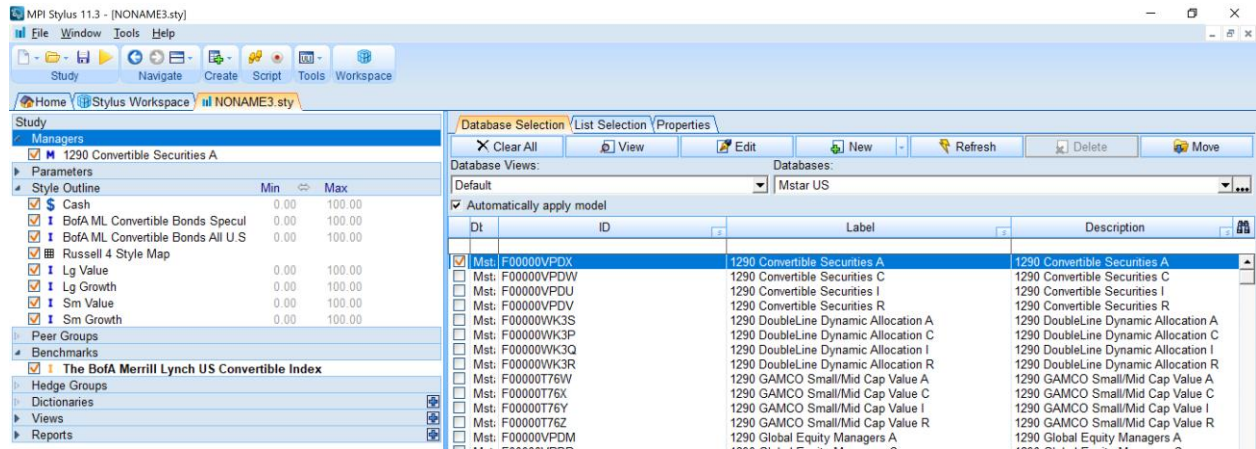 MPI Stylus 11.3 - [NONAME3.sty]
File Window Tools Help
Study Navigate Create Script Tools Workspace
Home Stylus Workspace NONAME3.sty
Study
Managers
M 1290 Convertible Securities A
Parameters
Style Outline Min Max
$ Cash 0.00 100.00
I BofA ML Convertible Bonds Specul 0.00 100.00
I BofA ML Convertible Bonds All U.S 0.00 100.00
Russell 4 Style Map
I Lg Value 0.00 100.00
I Lg Growth 0.00 100.00
I Sm Value 0.00 100.00
I Sm Growth 0.00 100.00
Peer Groups
Benchmarks
I The BofA Merrill Lynch US Convertible Index
Hedge Groups
Dictionaries
Views
Reports
Database Selection List Selection Properties
Clear All View Edit New Refresh Delete Move
Database Views: Databases:
Default Mstar US
Automatically apply model
Dt ID Label Description
Mst: F00000VPDX 1290 Convertible Securities A 1290 Convertible Securities A
Mst: F00000VPDW 1290 Convertible Securities C 1290 Convertible Securities C
Mst: F00000VPDU 1290 Convertible Securities I 1290 Convertible Securities I
Mst: F00000VPDV 1290 Convertible Securities R 1290 Convertible Securities R
Mst: F00000WK3S 1290 DoubleLine Dynamic Allocation A 1290 DoubleLine Dynamic Allocation A
Mst: F00000WK3P 1290 DoubleLine Dynamic Allocation C 1290 DoubleLine Dynamic Allocation C
Mst: F00000WK3Q 1290 DoubleLine Dynamic Allocation I 1290 DoubleLine Dynamic Allocation I
Mst: F00000WK3R 1290 DoubleLine Dynamic Allocation R 1290 DoubleLine Dynamic Allocation R
Mst: F00000T76W 1290 GAMCO Small/Mid Cap Value A 1290 GAMCO Small/Mid Cap Value A
Mst: F00000T76X 1290 GAMCO Small/Mid Cap Value C 1290 GAMCO Small/Mid Cap Value C
Mst: F00000T76Y 1290 GAMCO Small/Mid Cap Value I 1290 GAMCO Small/Mid Cap Value I
Mst: F00000T76Z 1290 GAMCO Small/Mid Cap Value R 1290 GAMCO Small/Mid Cap Value R
Mst: F00000VPDM 1290 Global Equity Managers A 1290 Global Equity Managers A